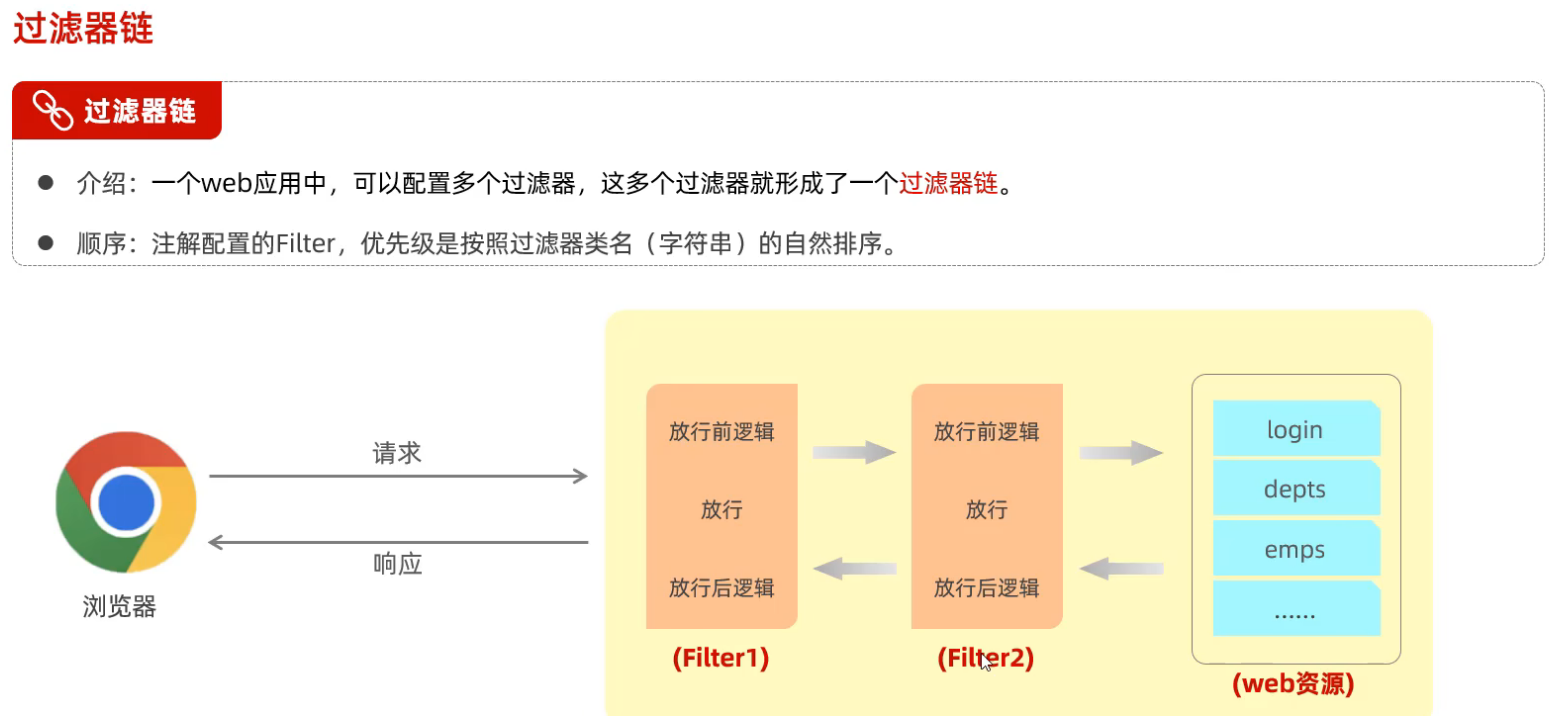 过滤器链
过滤器链
介绍：一个web应用中，可以配置多个过滤器，这多个过滤器就形成了一个过滤器链。
顺序：注解配置的Filter，优先级是按照过滤器类名（字符串）的自然排序。
请求
响应
浏览器
放行前逻辑
放行
放行后逻辑
(Filter1)
放行前逻辑
放行
放行后逻辑
(Filter2)
login
depts
emps
......
(web资源)